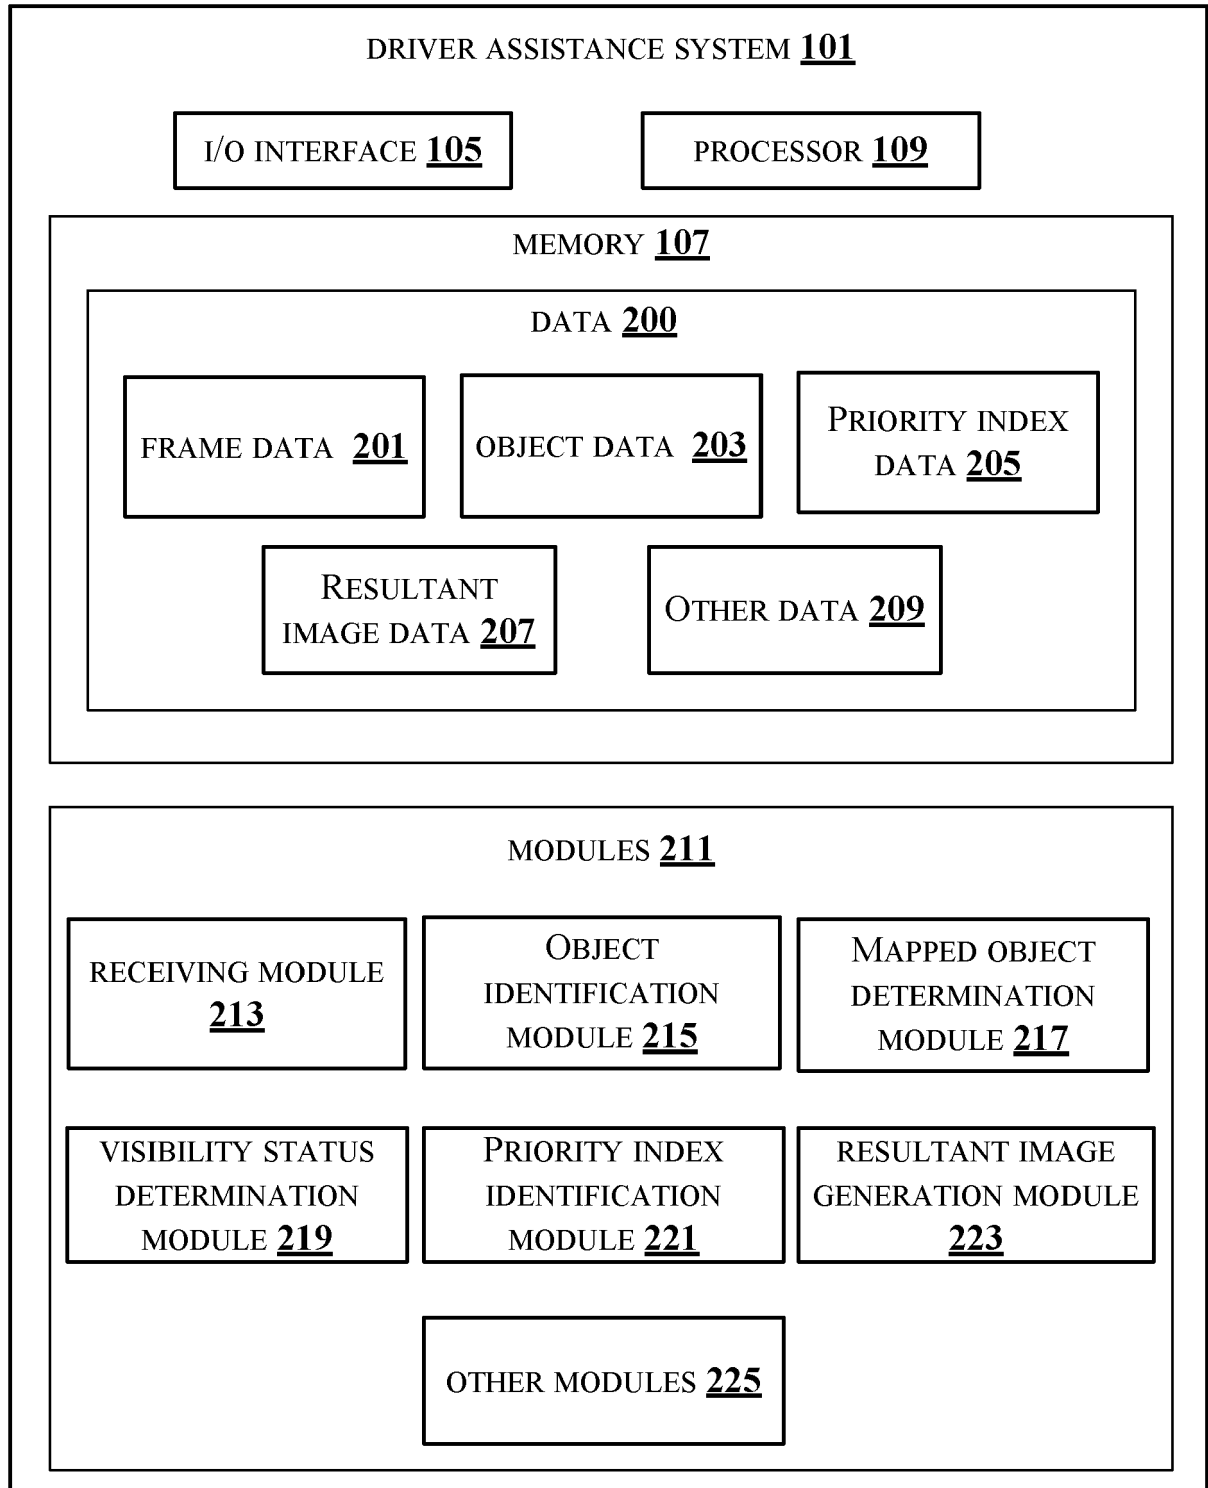 DRIVER ASSISTANCE SYSTEM 101
I/O INTERFACE 105
PROCESSOR 109
MEMORY 107
DATA 200
FRAME DATA 201
OBJECT DATA 203
PRIORITY INDEX
DATA 205
RESULTANT
IMAGE DATA 207
OTHER DATA 209
MODULES 211
RECEIVING MODULE
213
OBJECT
IDENTIFICATION
MODULE 215
MAPPED OBJECT
DETERMINATION
MODULE 217
VISIBILITY STATUS
DETERMINATION
MODULE 219
PRIORITY INDEX
IDENTIFICATION
MODULE 221
RESULTANT IMAGE
GENERATION MODULE
223
OTHER MODULES 225